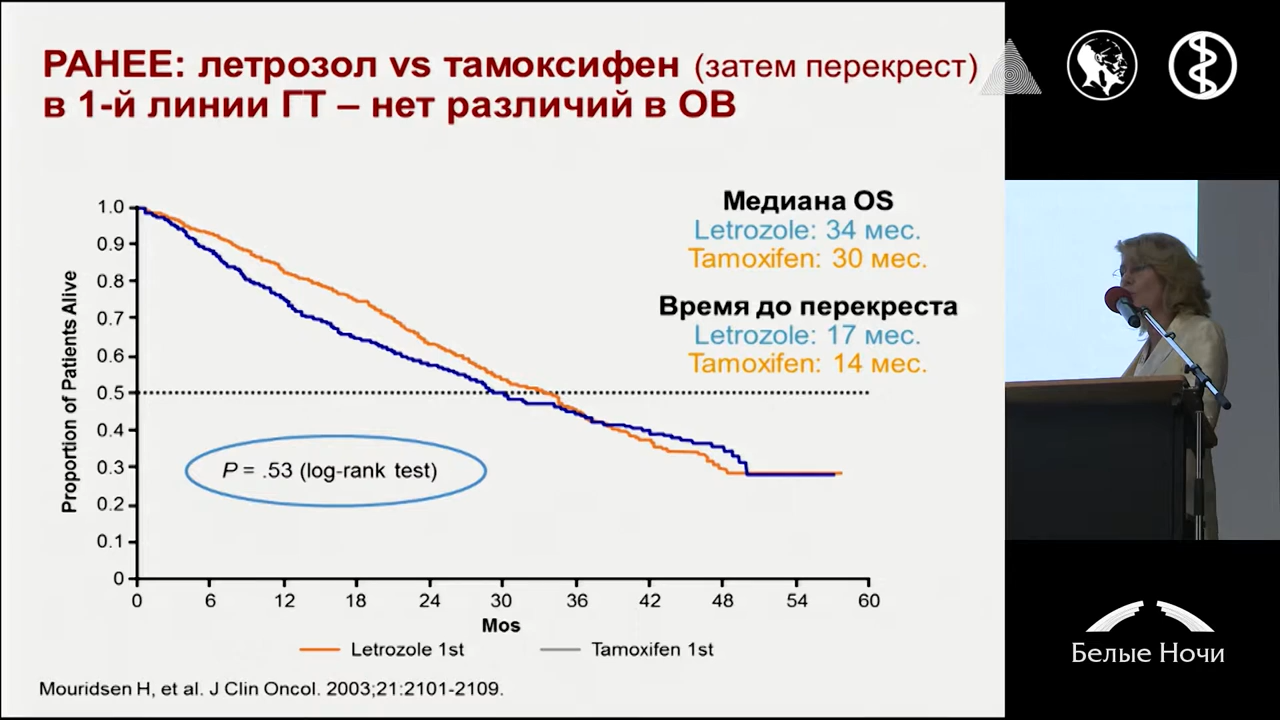 РАНЕЕ: летрозол vs тамоксифен (затем перекрест)
в 1-й линии ГТ – нет различий в ОВ
Медиана OS
Letrozole: 34 мес.
Tamoxifen: 30 мес.
Время до перекреста
Letrozole: 17 мес.
Tamoxifen: 14 мес.
Proportion of Patients Alive
1.0
0.9
0.8
0.7
0.6
0.5
0.4
0.3
0.2
0.1
0
P = .53 (log-rank test)
0 6 12 18 24 30 36 42 48 54 60
Mos
Letrozole 1st Tamoxifen 1st
Mouridsen H, et al. J Clin Oncol. 2003;21:2101-2109.
Белые Ночи